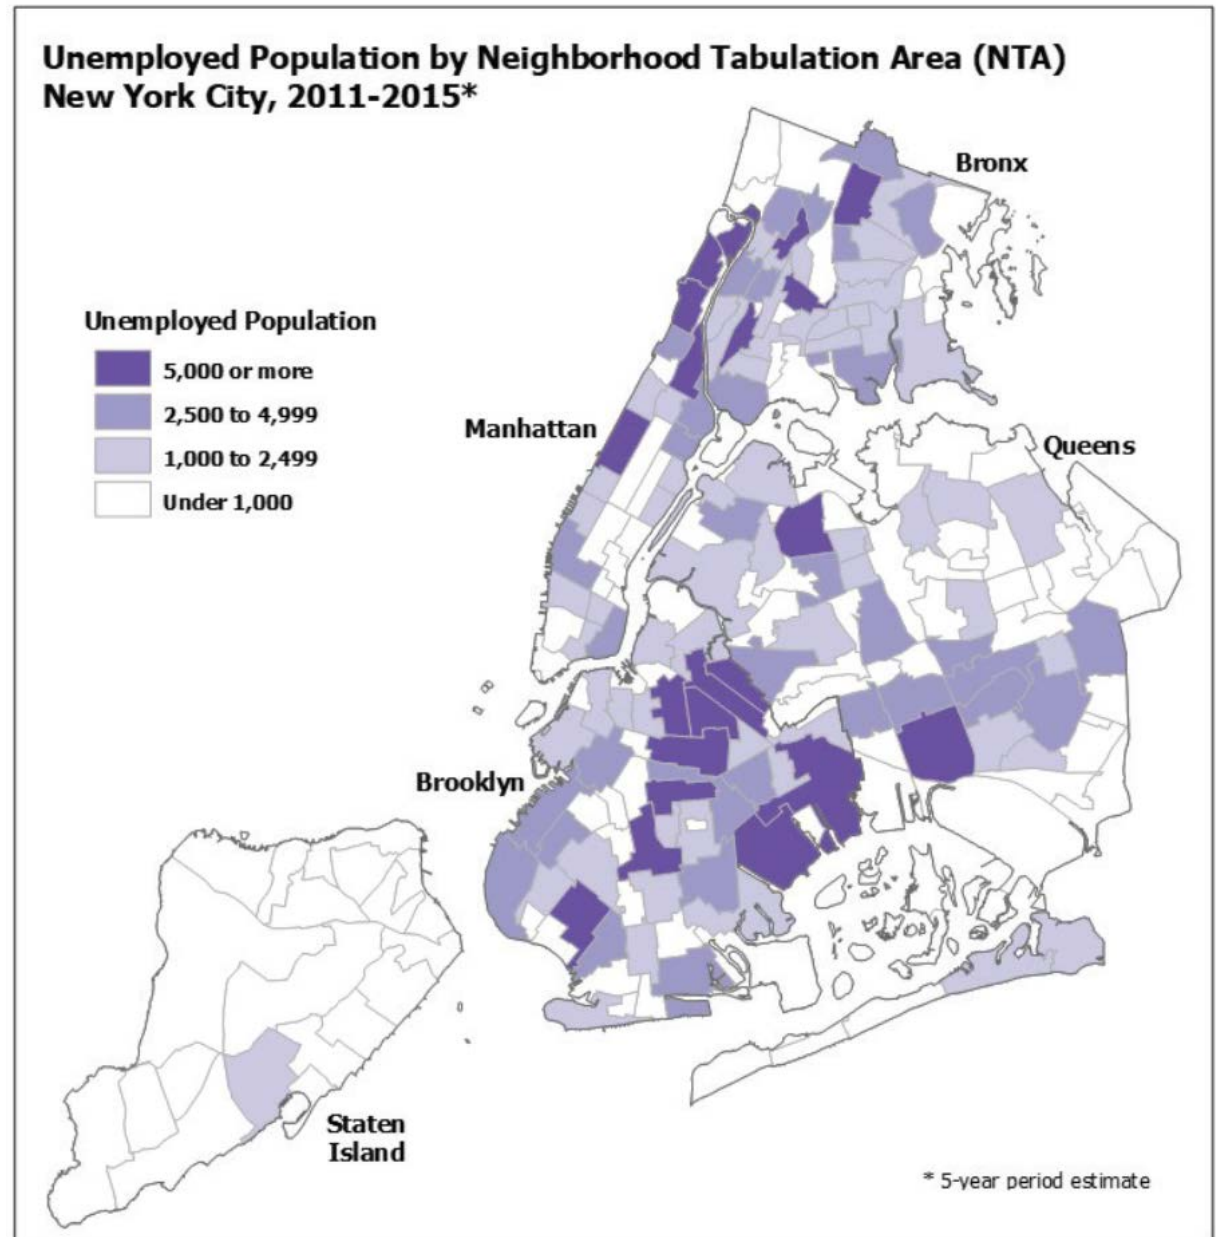 Unemployed Population by Neighborhood Tabulation Area (NTA)
New York City, 2011-2015*
Bronx
Unemployed Population
5,000 or more
2,500 to 4,999
1,000 to 2,499
Under 1,000
Manhattan
Queens
Brooklyn
Staten
Island
* 5-year period estimate